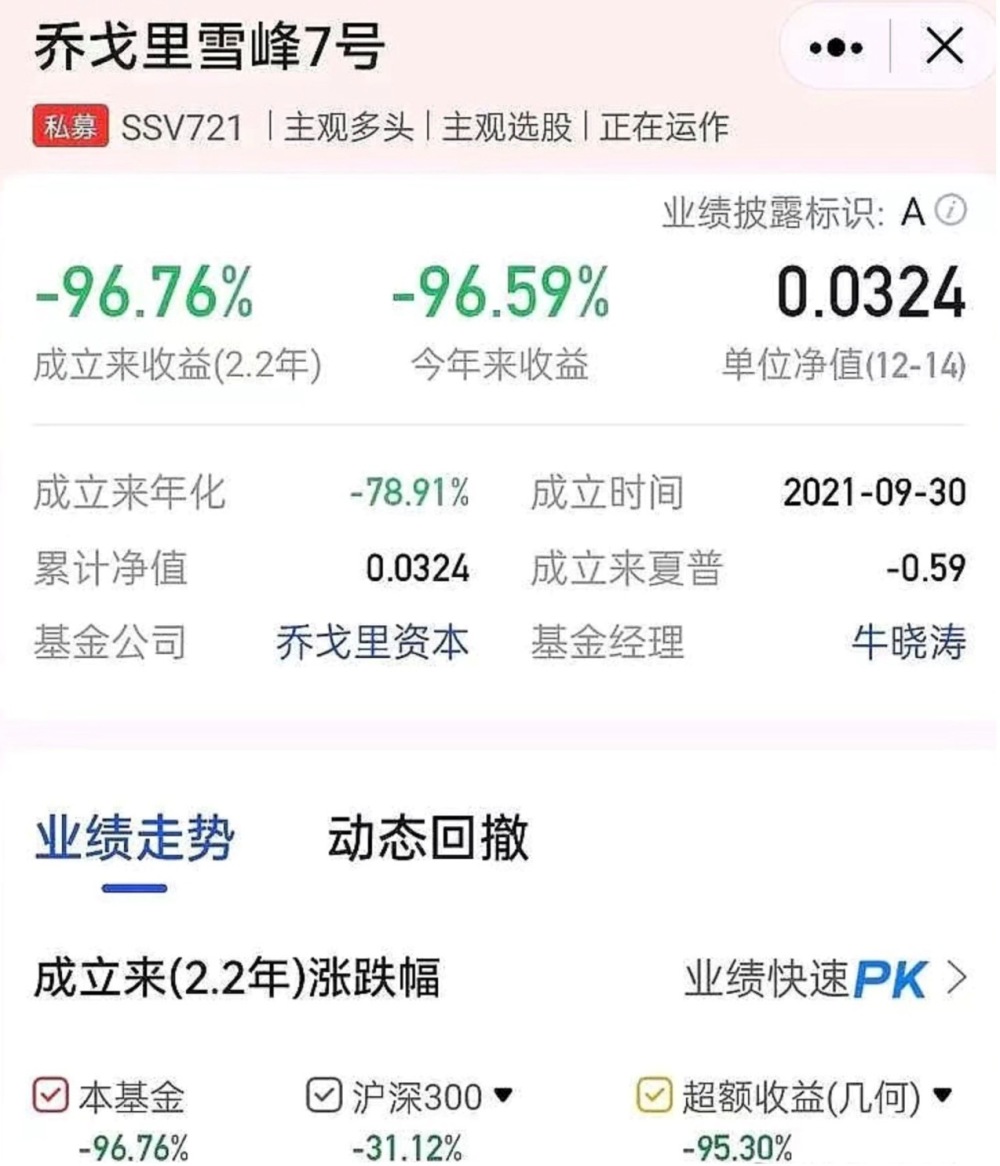 乔戈里雪峰7号
私募 SSV721 | 主观多头 | 主观选股 | 正在运作
业绩披露标识: A
-96.76% -96.59% 0.0324
成立来收益(2.2年) 今年来收益 单位净值(12-14)
成立来年化 -78.91% 成立时间 2021-09-30
累计净值 0.0324 成立来夏普 -0.59
基金公司 乔戈里资本 基金经理 牛晓涛
业绩走势 动态回撤
成立来(2.2年)涨跌幅 业绩快速PK >
本基金 沪深300 超额收益(几何)
-96.76% -31.12% -95.30%